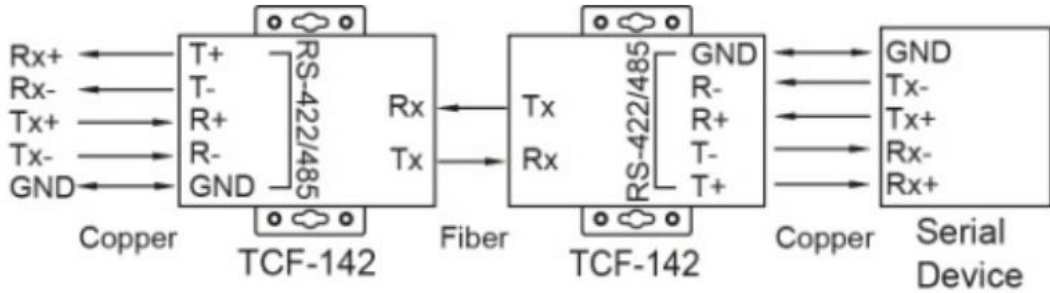 Rx+
Rx-
Tx+
Tx-
GND
T+
T-
R+
R-
GND
RS-422/485
Rx
Tx
Tx
Rx
RS-422/485
GND
R-
R+
T-
T+
GND
Tx-
Tx+
Rx-
Rx+
Copper
TCF-142
Fiber
TCF-142
Copper
Serial
Device